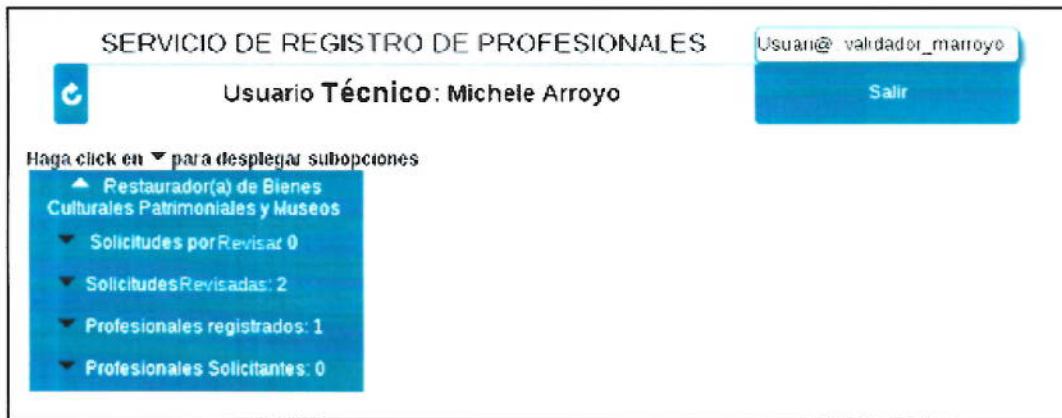 SERVICIO DE REGISTRO DE PROFESIONALES
Usuari@ validador_marroyo
Usuario Técnico: Michele Arroyo
Salir
Haga click en ▼ para desplegar subopciones
▲ Restaurador(a) de Bienes
Culturales Patrimoniales y Museos
▼ Solicitudes por Revisar 0
▼ Solicitudes Revisadas: 2
▼ Profesionales registrados: 1
▼ Profesionales Solicitantes: 0